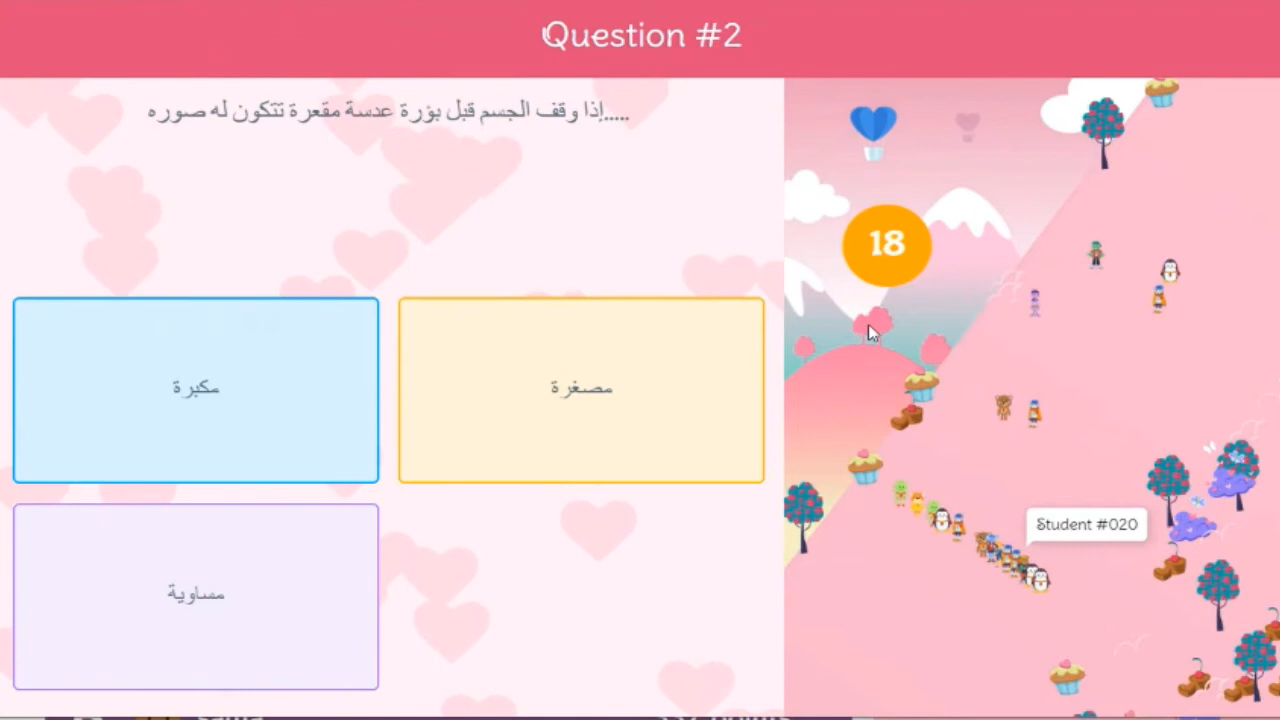 Question #2
إذا وقف الجسم قبل بؤرة عدسة مقعرة تتكون له صوره.....
مكبرة
مصغرة
مساوية
18
Student #020